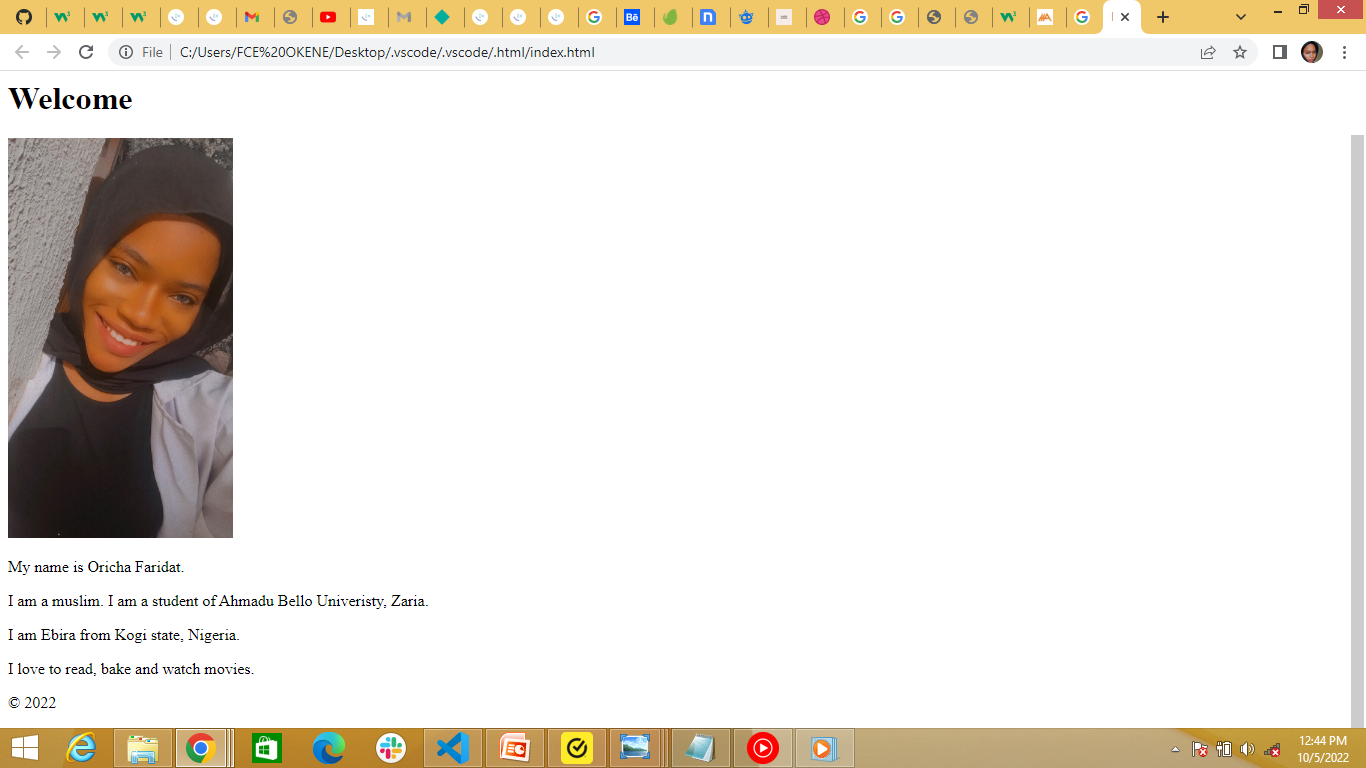 File
C:/Users/FCE%20OKENE/Desktop/.vscode/.vscode/.html/index.html
Welcome
My name is Oricha Faridat.
I am a muslim. I am a student of Ahmadu Bello Univeristy, Zaria.
I am Ebira from Kogi state, Nigeria.
I love to read, bake and watch movies.
© 2022
12:44 PM
10/5/2022